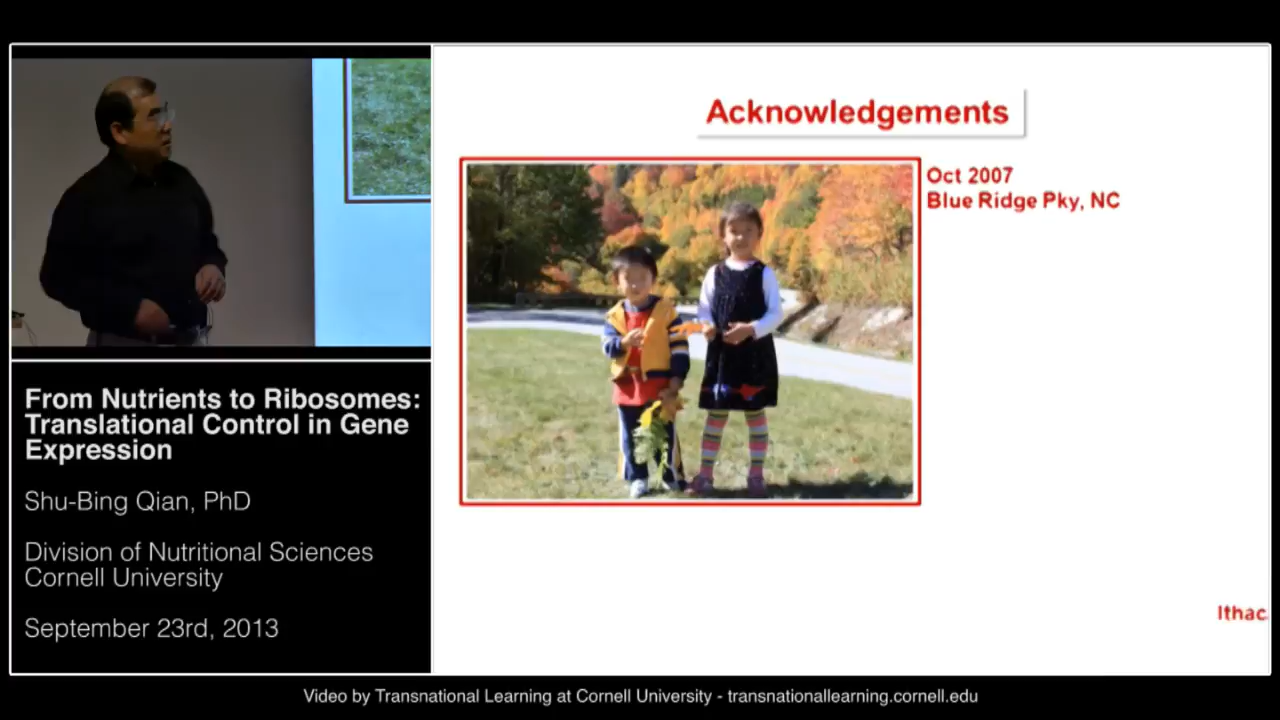 Acknowledgements
Oct 2007
Blue Ridge Pky, NC
Ithac
From Nutrients to Ribosomes:
Translational Control in Gene
Expression
Shu-Bing Qian, PhD
Division of Nutritional Sciences
Cornell University
September 23rd, 2013
Video by Transnational Learning at Cornell University - transnationallearning.cornell.edu